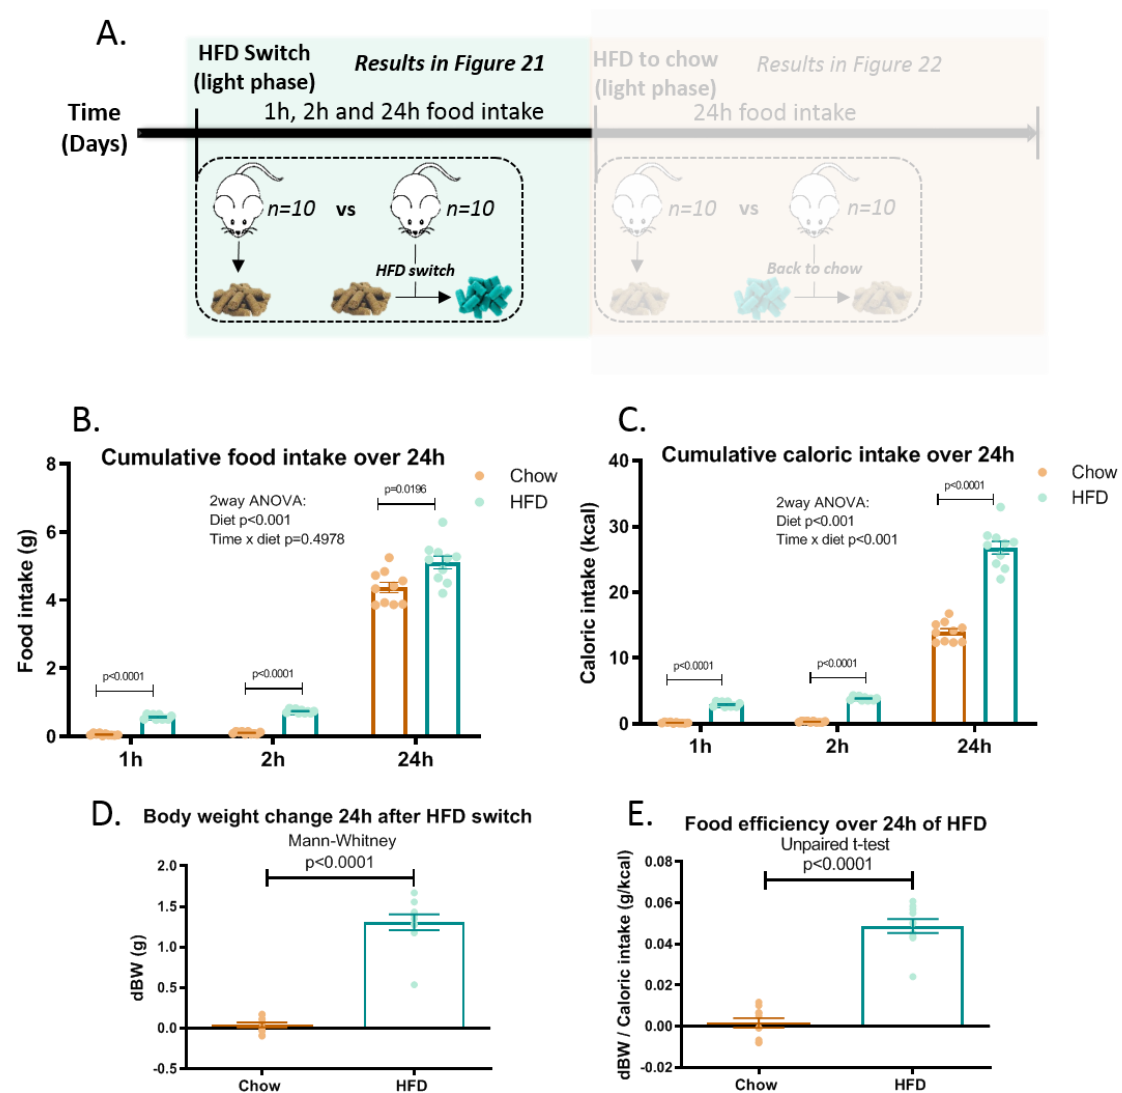 A.
HFD Switch
(light phase)
Results in Figure 21
HFD to chow
(light phase)
Results in Figure 22
Time
(Days)
1h, 2h and 24h food intake
24h food intake
n=10 vs n=10
n=10 vs n=10
HFD switch
Back to chow
B.
Cumulative food intake over 24h
Chow
HFD
2way ANOVA:
Diet p<0.001
Time x diet p=0.4978
p=0.0196
p<0.0001
p<0.0001
Food intake (g)
8
6
4
2
0
1h
2h
24h
C.
Cumulative caloric intake over 24h
Chow
HFD
2way ANOVA:
Diet p<0.001
Time x diet p<0.001
p<0.0001
p<0.0001
p<0.0001
Caloric intake (kcal)
40
30
20
10
0
1h
2h
24h
D.
Body weight change 24h after HFD switch
Mann-Whitney
p<0.0001
dBW (g)
2.0
1.5
1.0
0.5
0.0
-0.5
Chow
HFD
E.
Food efficiency over 24h of HFD
Unpaired t-test
p<0.0001
dBW / Caloric intake (g/kcal)
0.08
0.06
0.04
0.02
0.00
-0.02
Chow
HFD